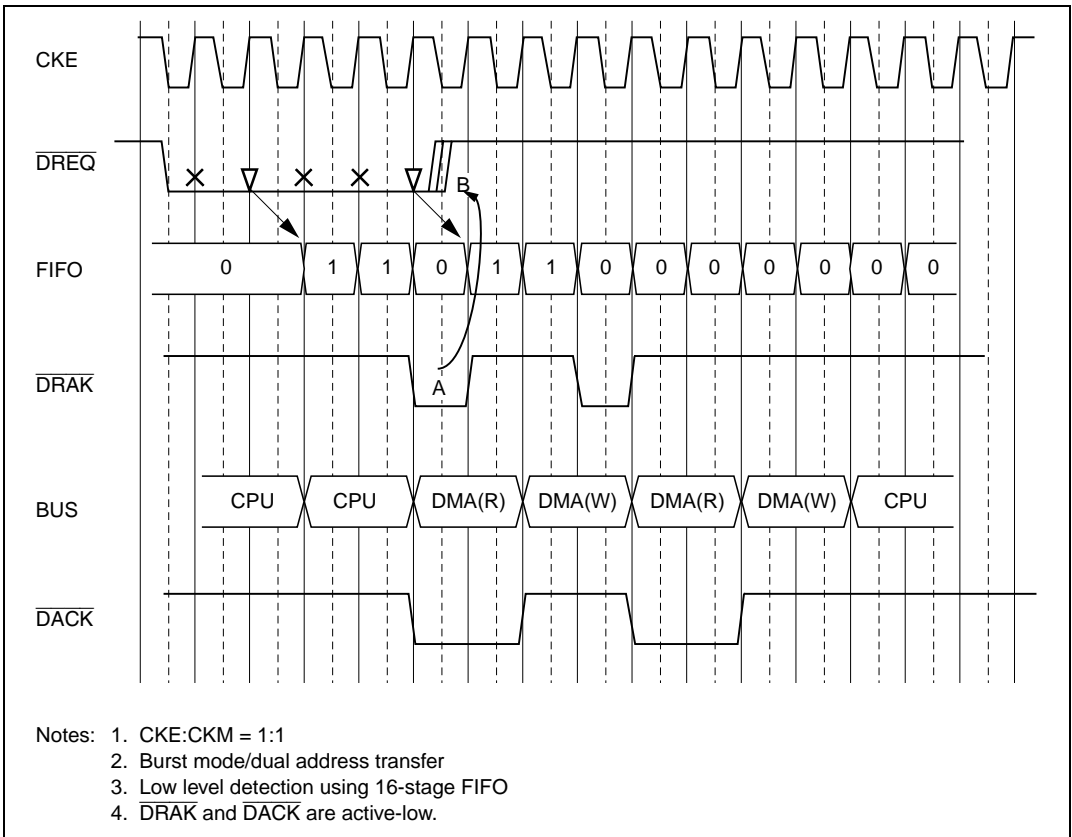 CKE
DREQ
B
FIFO
0 1 1 0 1 1 0 0 0 0 0 0 0
DRAK
A
BUS
CPU CPU DMA(R) DMA(W) DMA(R) DMA(W) CPU
DACK
Notes: 1. CKE:CKM = 1:1
2. Burst mode/dual address transfer
3. Low level detection using 16-stage FIFO
4. DRAK and DACK are active-low.